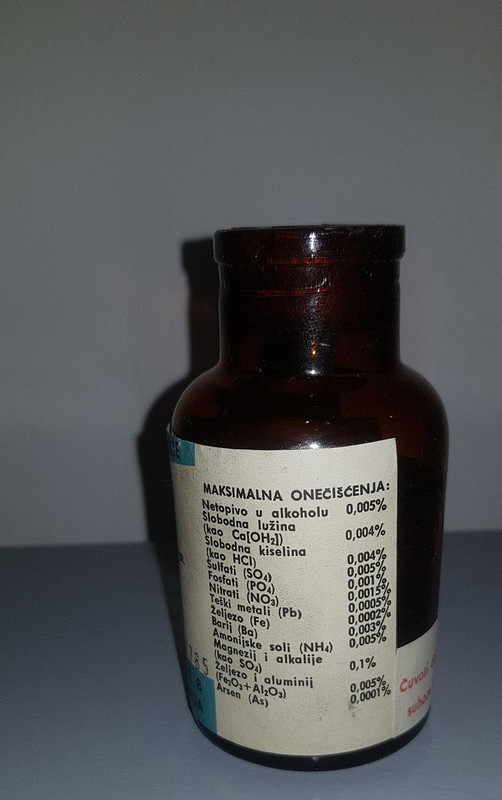 MAKSIMALNA ONEČIŠĆENJA:
Netopivo u alkoholu 0,005%
Slobodna lužina
(kao Ca[OH₂]) 0,004%
Slobodna kiselina
(kao HCl) 0,004%
Sulfati (SO₄) 0,005%
Fosfati (PO₄) 0,001%
Nitrati (NO₃) 0,0015%
Teški metali (Pb) 0,0005%
Željezo (Fe) 0,0002%
Barij (Ba) 0,003%
Amonijske soli (NH₄) 0,005%
Magnezij i alkalije
(kao SO₄) 0,1%
Željezo i aluminij
(Fe₂O₃+Al₂O₃) 0,005%
Arsen (As) 0,0001%
785
Čuvati